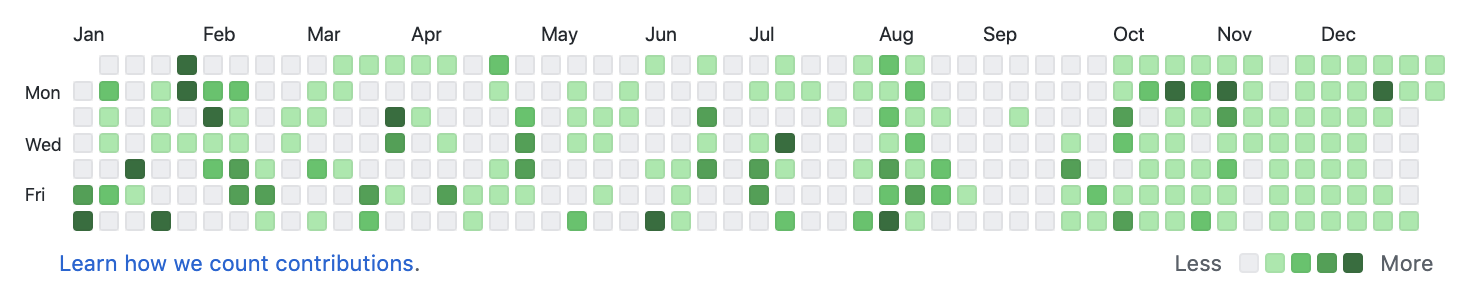 Jan Feb Mar Apr May Jun Jul Aug Sep Oct Nov Dec
Mon
Wed
Fri
Learn how we count contributions. Less More